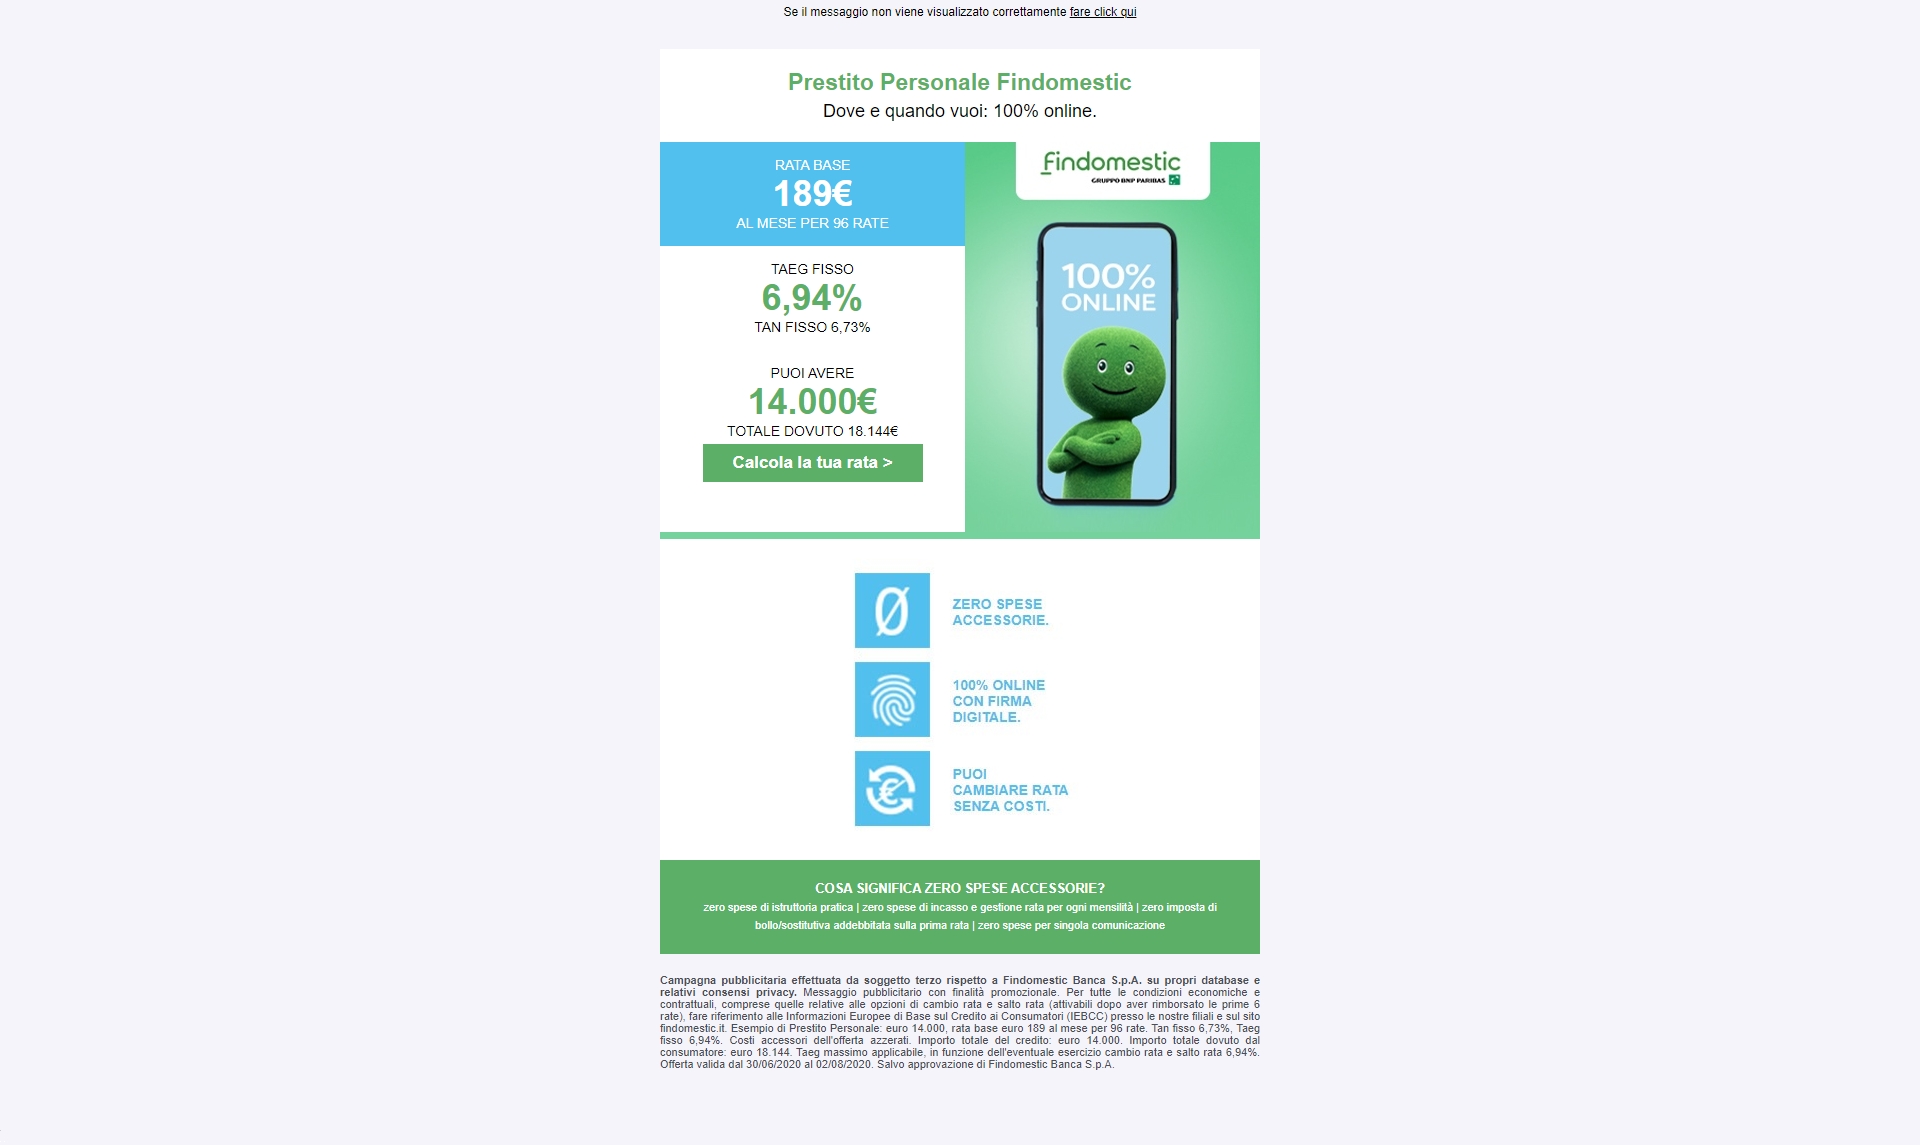 Se il messaggio non viene visualizzato correttamente fare click qui
Prestito Personale Findomestic
Dove e quando vuoi: 100% online.
RATA BASE
189€
AL MESE PER 96 RATE
TAEG FISSO
6,94%
TAN FISSO 6,73%
PUOI AVERE
14.000€
TOTALE DOVUTO 18.144€
Calcola la tua rata >
findomestic
GRUPPO BNP PARIBAS
100%
ONLINE
ZERO SPESE
ACCESSORIE.
100% ONLINE
CON FIRMA
DIGITALE.
PUOI
CAMBIARE RATA
SENZA COSTI.
COSA SIGNIFICA ZERO SPESE ACCESSORIE?
zero spese di istruttoria pratica | zero spese di incasso e gestione rata per ogni mensilità | zero imposta di
bollo/sostitutiva addebbitata sulla prima rata | zero spese per singola comunicazione
Campagna pubblicitaria effettuata da soggetto terzo rispetto a Findomestic Banca S.p.A. su propri database e
relativi consensi privacy. Messaggio pubblicitario con finalità promozionale. Per tutte le condizioni economiche e
contrattuali, comprese quelle relative alle opzioni di cambio rata e salto rata (attivabili dopo aver rimborsato le prime 6
rate), fare riferimento alle Informazioni Europee di Base sul Credito ai Consumatori (IEBCC) presso le nostre filiali e sul sito
findomestic.it. Esempio di Prestito Personale: euro 14.000, rata base euro 189 al mese per 96 rate. Tan fisso 6,73%, Taeg
fisso 6,94%. Costi accessori dell'offerta azzerati. Importo totale del credito: euro 14.000. Importo totale dovuto dal
consumatore: euro 18.144. Taeg massimo applicabile, in funzione dell'eventuale esercizio cambio rata e salto rata 6,94%.
Offerta valida dal 30/06/2020 al 02/08/2020. Salvo approvazione di Findomestic Banca S.p.A.